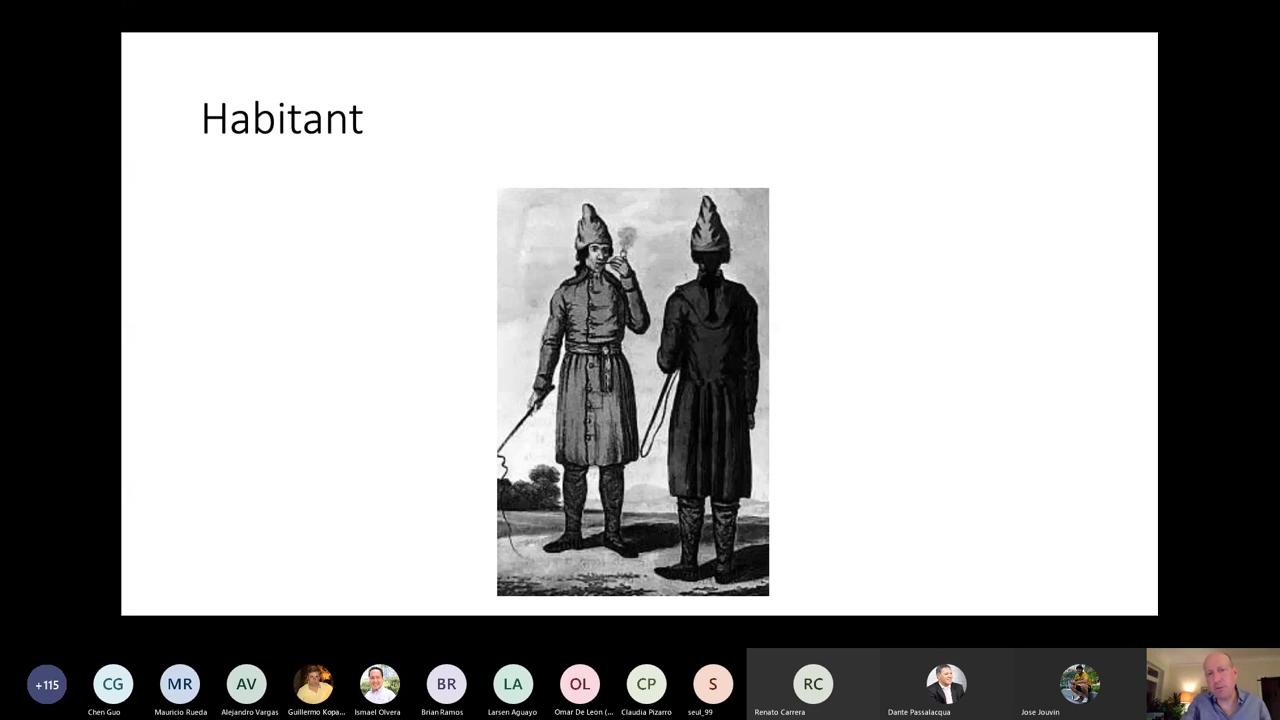 Habitant
+115
CG
MR
AV
BR
LA
OL
CP
S
RC
Chen Guo
Mauricio Rueda
Alejandro Vargas
Guillermo Kopa...
Ismael Olvera
Brian Ramos
Larsen Aguayo
Omar De Leon (...
Claudia Pizarro
seul_99
Renato Carrera
Dante Passalacqua
Jose Jouvin